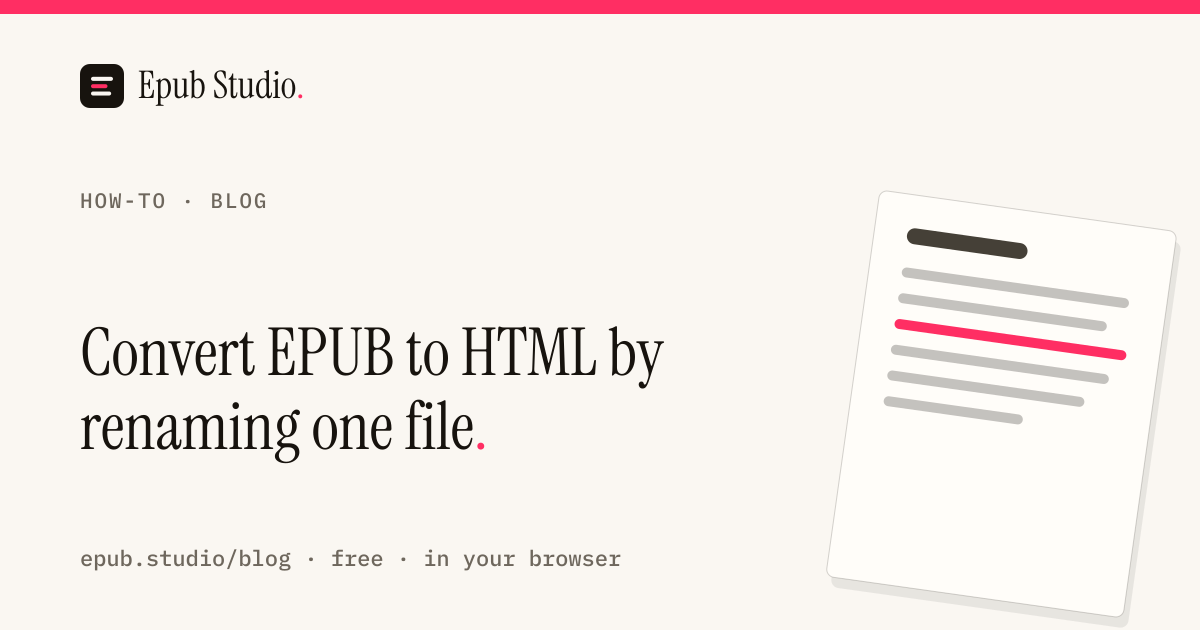 Epub Studio.
HOW-TO · BLOG
Convert EPUB to HTML by
renaming one file.
epub.studio/blog · free · in your browser